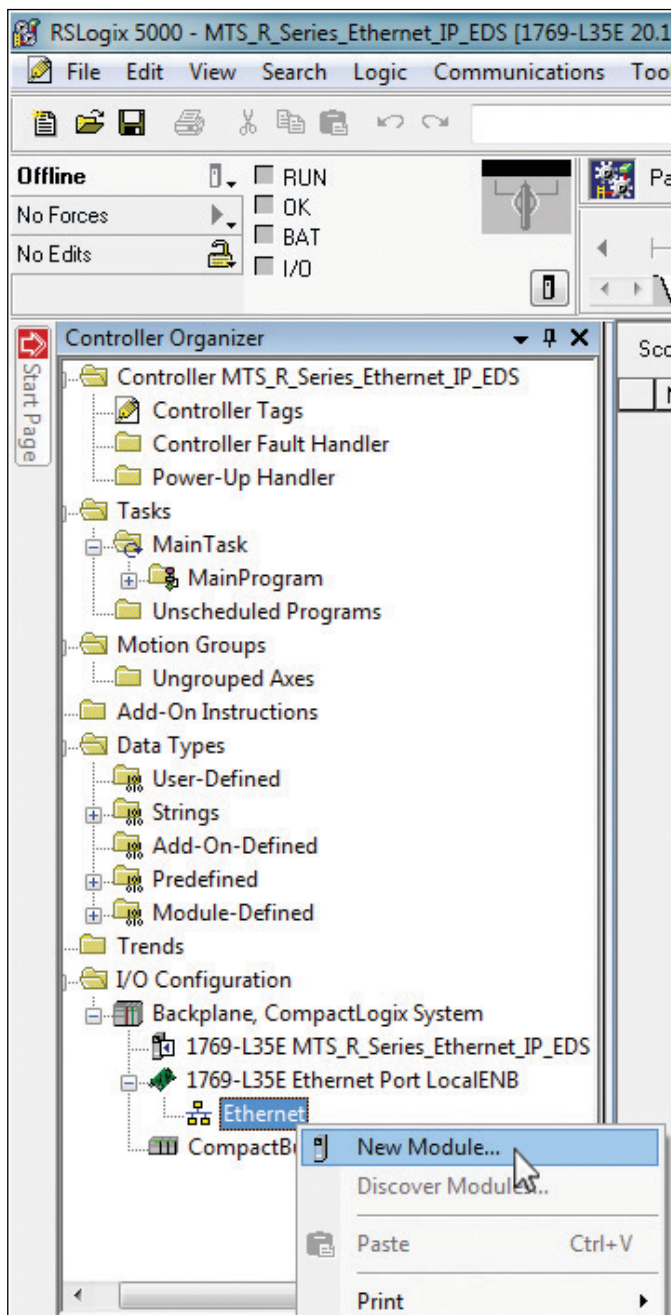 RSLogix 5000 - MTS_R_Series_Ethernet_IP_EDS [1769-L35E 20.1
File Edit View Search Logic Communications Too
Offline
RUN
No Forces
OK
No Edits
BAT
I/O
Pa
Start Page
Controller Organizer
Sco
Controller MTS_R_Series_Ethernet_IP_EDS
Controller Tags
Controller Fault Handler
Power-Up Handler
Tasks
MainTask
MainProgram
Unscheduled Programs
Motion Groups
Ungrouped Axes
Add-On Instructions
Data Types
User-Defined
Strings
Add-On-Defined
Predefined
Module-Defined
Trends
I/O Configuration
Backplane, CompactLogix System
1769-L35E MTS_R_Series_Ethernet_IP_EDS
1769-L35E Ethernet Port LocalENB
Ethernet
CompactBu
New Module...
Discover Modules...
Paste Ctrl+V
Print